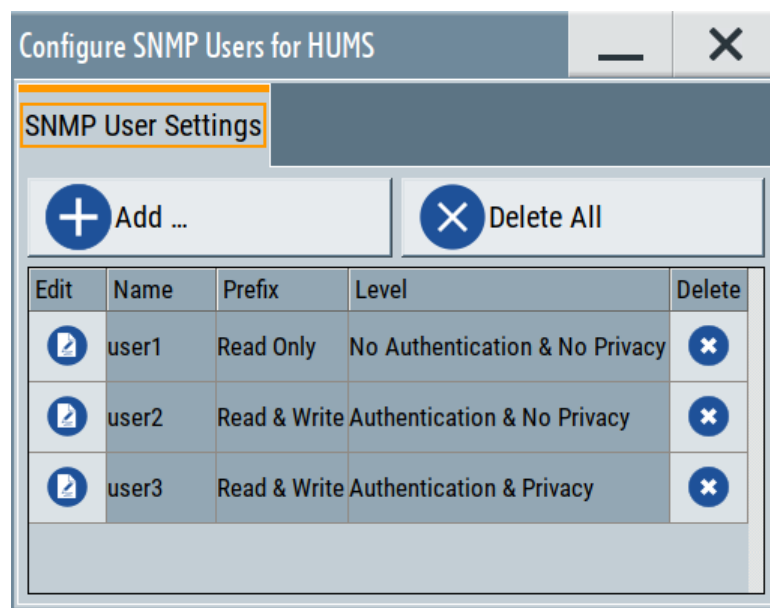 Configure SNMP Users for HUMS
SNMP User Settings
Add ...
Delete All
Edit Name Prefix Level Delete
user1 Read Only No Authentication & No Privacy
user2 Read & Write Authentication & No Privacy
user3 Read & Write Authentication & Privacy